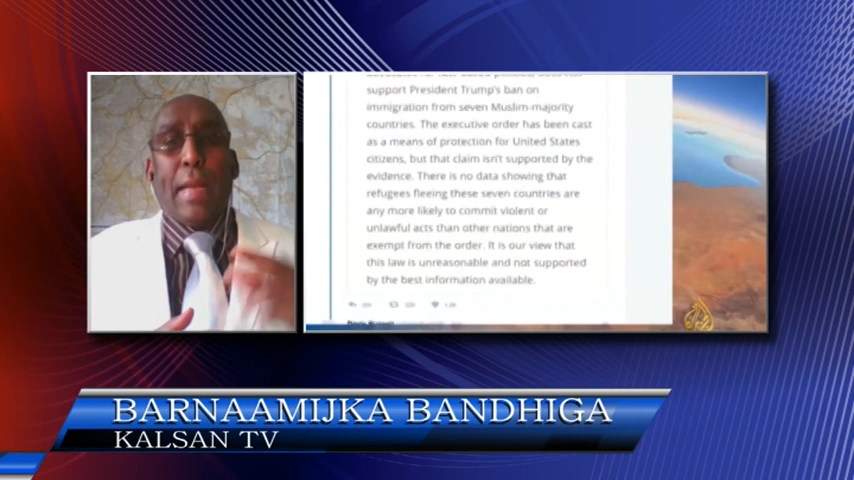 support President Trump's ban on
immigration from seven Muslim-majority
countries. The executive order has been cast
as a means of protection for United States
citizens, but that claim isn't supported by the
evidence. There is no data showing that
refugees fleeing these seven countries are
any more likely to commit violent or
unlawful acts than other nations that are
exempt from the order. It is our view that
this law is unreasonable and not supported
by the best information available.
BARNAAMIJKA BANDHIGA
KALSAN TV